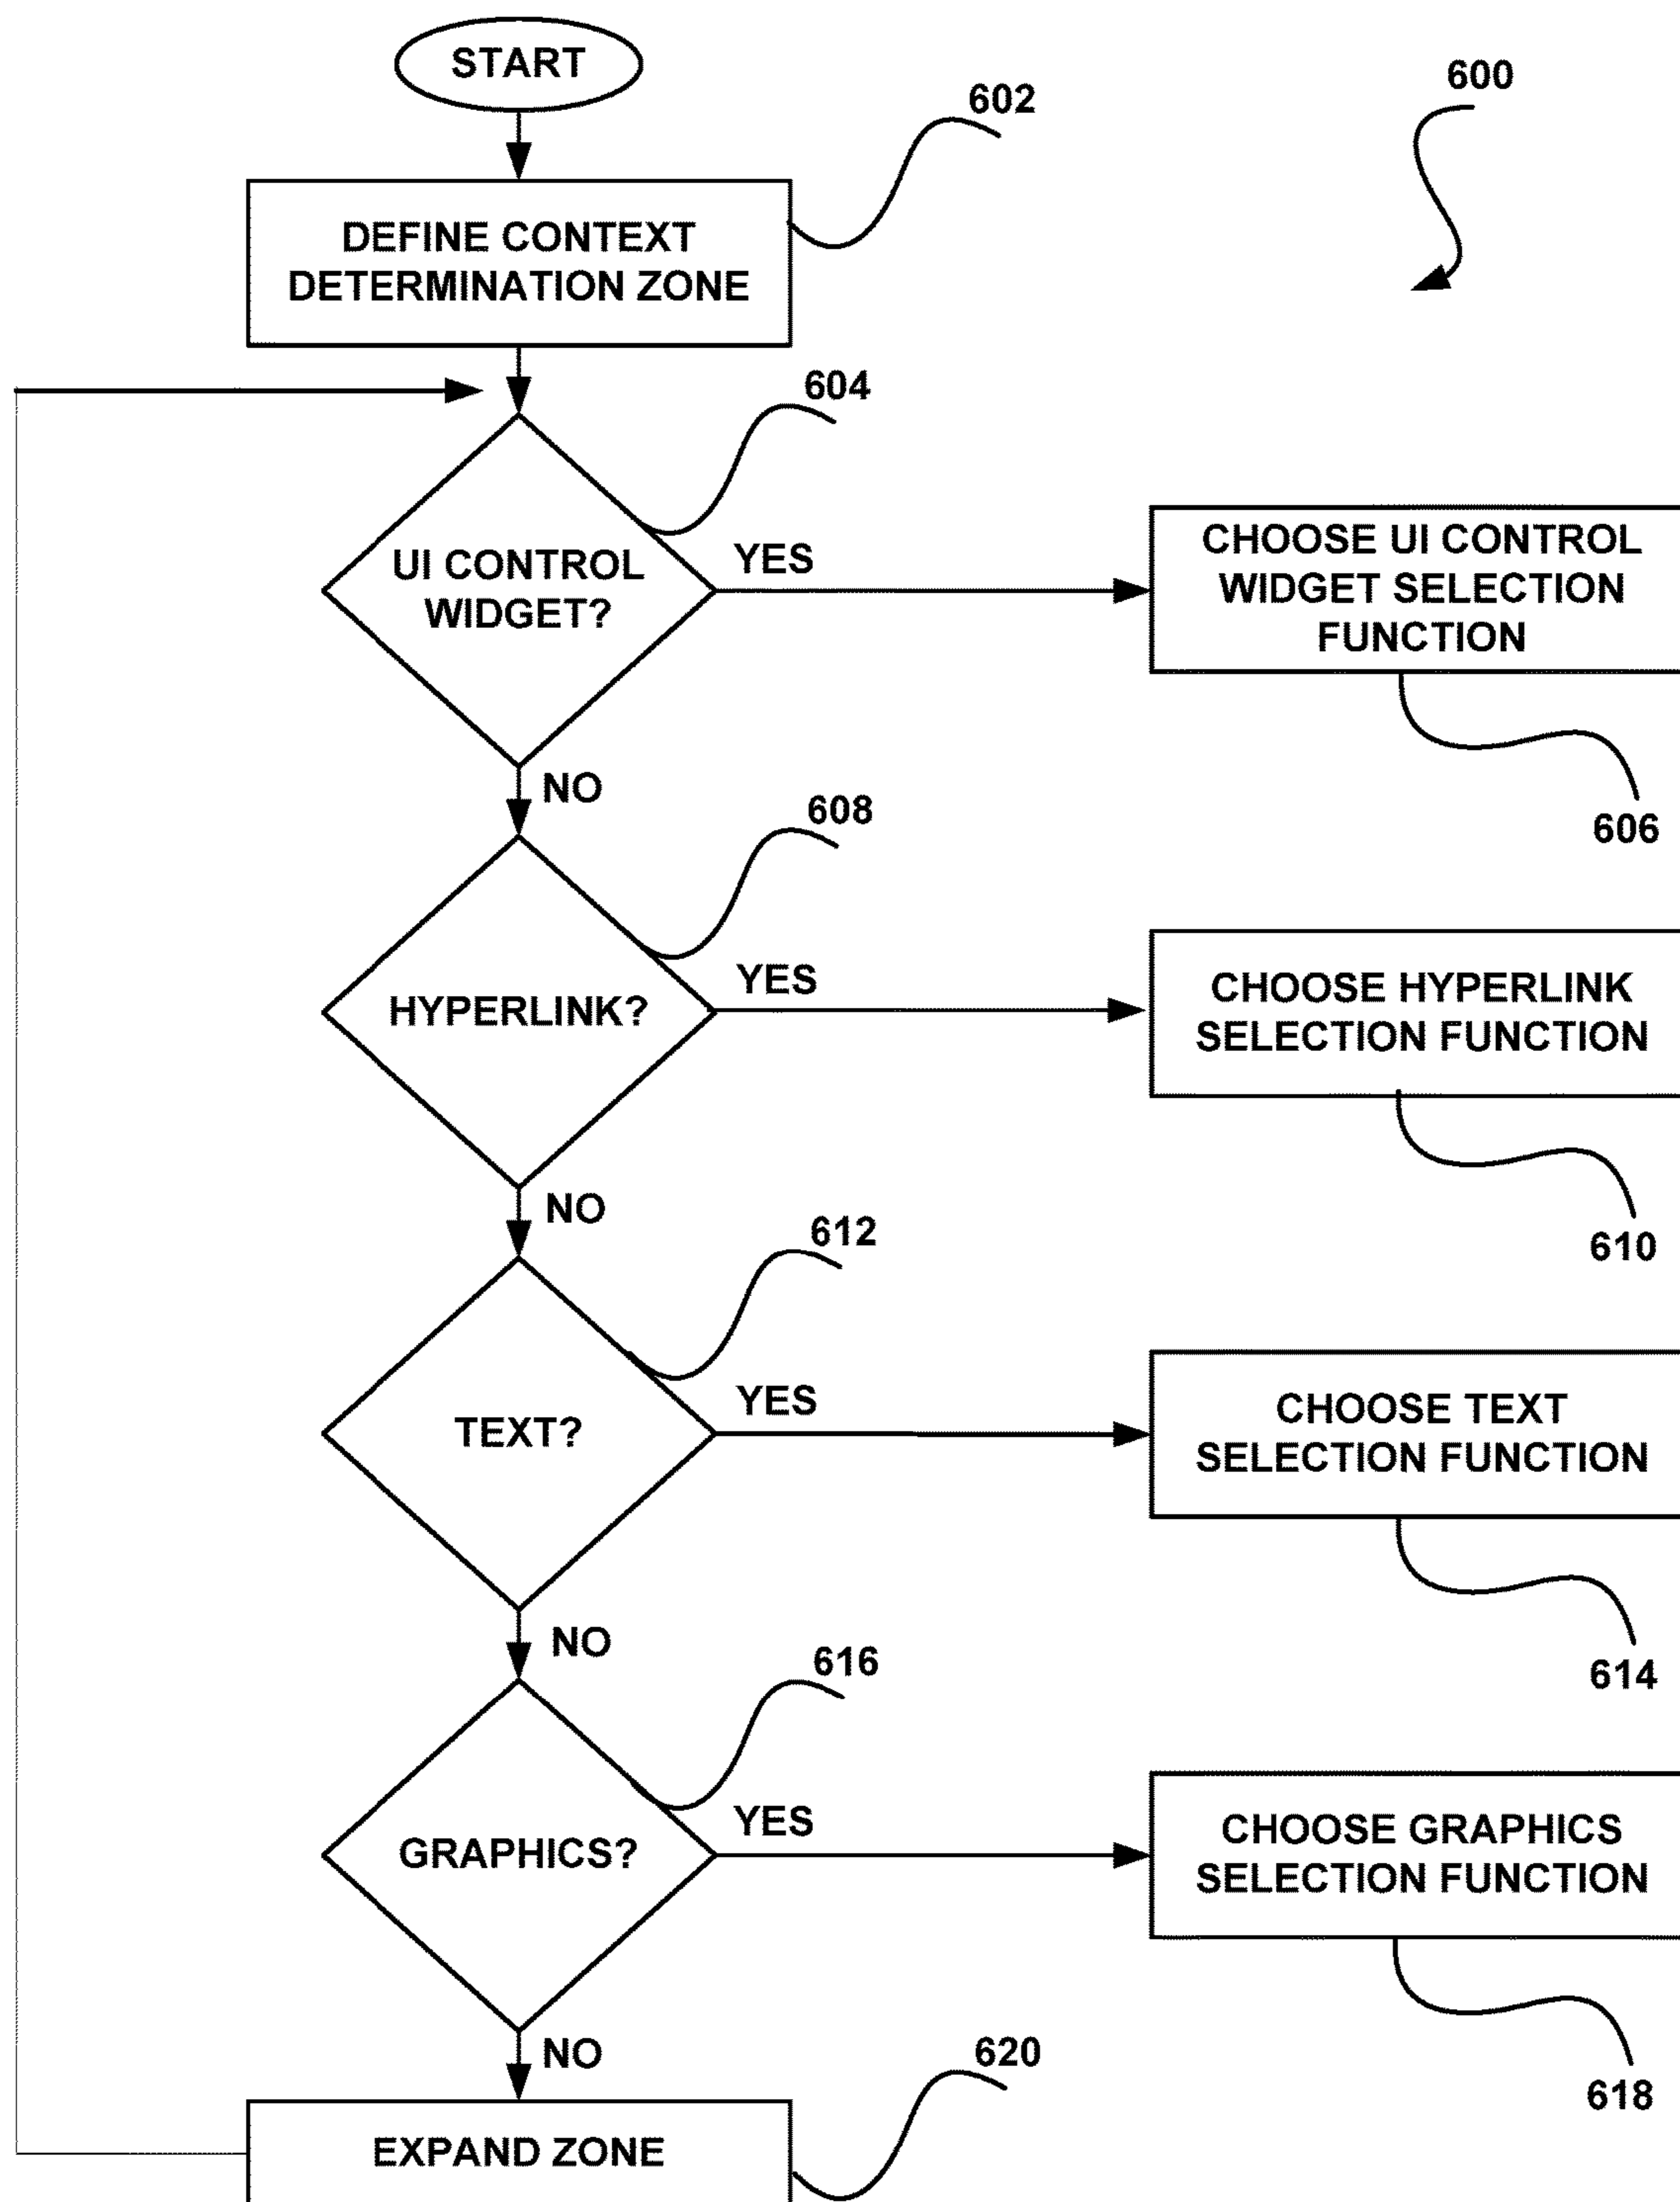 START
600
602
DEFINE CONTEXT
DETERMINATION ZONE
604
UI CONTROL
WIDGET?
YES
CHOOSE UI CONTROL
WIDGET SELECTION
FUNCTION
606
NO
608
HYPERLINK?
YES
CHOOSE HYPERLINK
SELECTION FUNCTION
610
NO
612
TEXT?
YES
CHOOSE TEXT
SELECTION FUNCTION
614
NO
616
GRAPHICS?
YES
CHOOSE GRAPHICS
SELECTION FUNCTION
618
NO
620
EXPAND ZONE